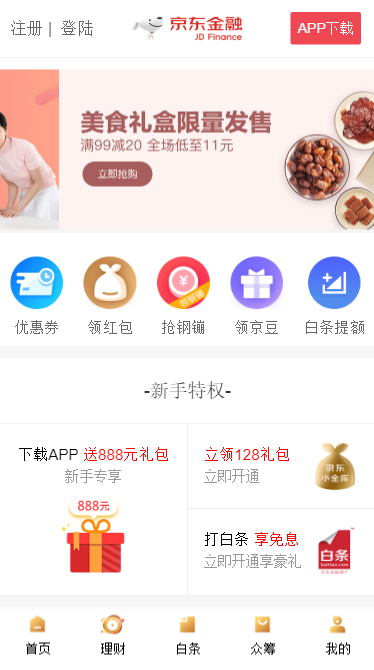 注册 | 登陆
京东金融
JD Finance
APP下载
美食礼盒限量发售
满99减20 全场低至11元
立即抢购
优惠券
领红包
抢钢镚
领京豆
白条提额
-新手特权-
下载APP 送888元礼包
新手专享
888元
立领128礼包
立即开通
京东
小金库
打白条 享免息
立即开通享豪礼
白条
首页
理财
白条
众筹
我的